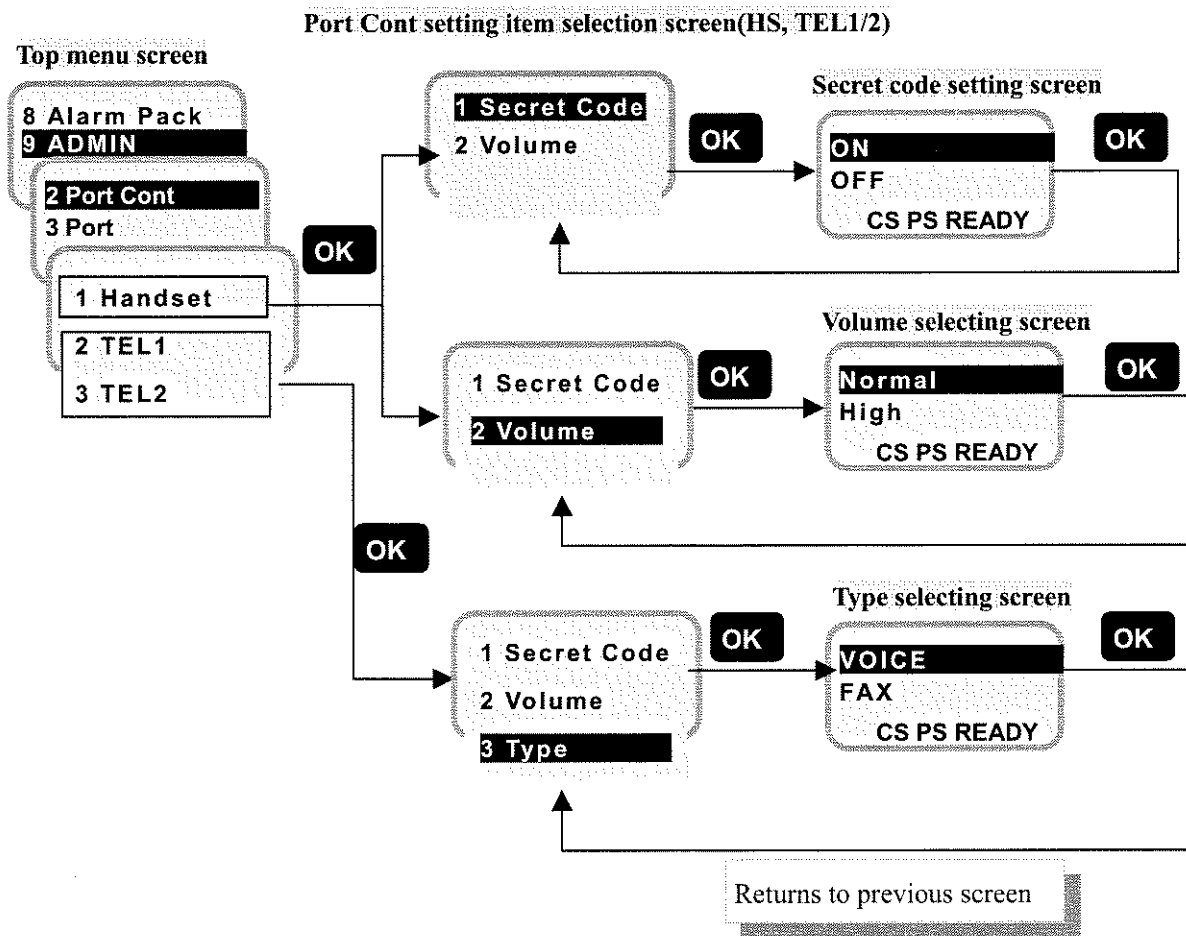 Port Cont setting item selection screen(HS, TEL1/2)
Top menu screen
8 Alarm Pack
9 ADMIN
2 Port Cont
3 Port
1 Handset
2 TEL1
3 TEL2
OK
OK
1 Secret Code
2 Volume
OK
Secret code setting screen
ON
OFF
CS PS READY
OK
1 Secret Code
2 Volume
OK
Volume selecting screen
Normal
High
CS PS READY
OK
1 Secret Code
2 Volume
3 Type
OK
Type selecting screen
VOICE
FAX
CS PS READY
OK
Returns to previous screen